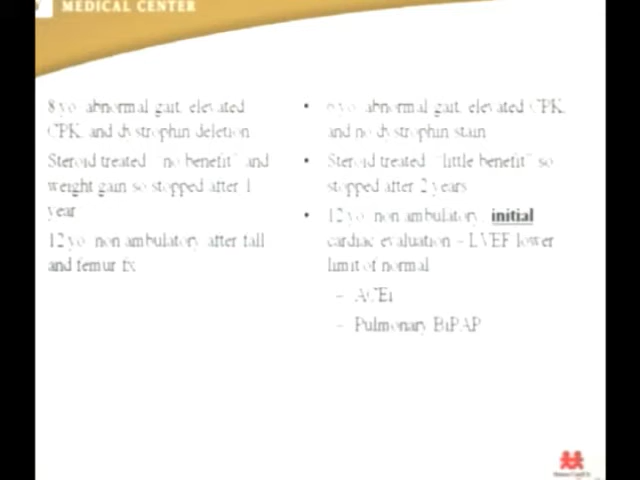 MEDICAL CENTER
8 yo abnormal gait, elevated
CPK, and dystrophin deletion
Steroid treated "no benefit" and
weight gain so stopped after 1
year
12 yo non ambulatory after fall
and femur fx
• 6 yo abnormal gait, elevated CPK,
and no dystrophin stain
• Steroid treated "little benefit" so
stopped after 2 years
• 12 yo non ambulatory, initial
cardiac evaluation – LVEF lower
limit of normal
– ACEi
– Pulmonary BiPAP